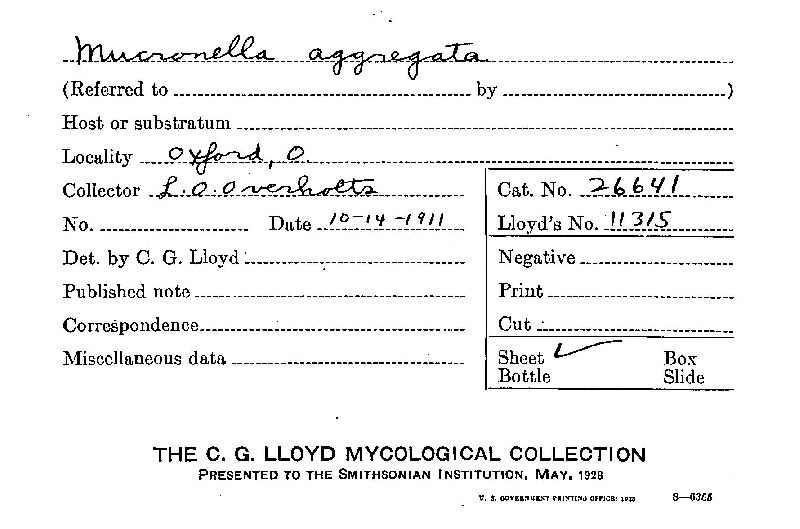 Mucronella aggregata
(Referred to by )
Host or substratum
Locality Oxford, O.
Collector L.O. Overholts Cat. No. 26641
No. Date 10-14-1911 Lloyd's No. 11315
Det. by C. G. Lloyd Negative
Published note Print
Correspondence Cut
Miscellaneous data Sheet ✓ Box
Bottle Slide
THE C. G. LLOYD MYCOLOGICAL COLLECTION
PRESENTED TO THE SMITHSONIAN INSTITUTION, MAY, 1928
U. S. GOVERNMENT PRINTING OFFICE: